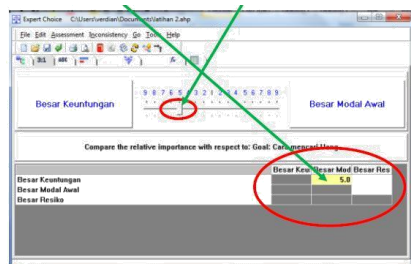 Expert Choice C:\Users\verdian\Documents\latihan 2.ahp
File Edit Assessment Inconsistency Go Tools Help
3:1 ABC
9 8 7 6 5 4 3 2 1 2 3 4 5 6 7 8 9
Besar Keuntungan
Besar Modal Awal
Compare the relative importance with respect to: Goal: Cara mencari Uang
Besar Keu Besar Mod Besar Res
Besar Keuntungan 5.0
Besar Modal Awal
Besar Resiko